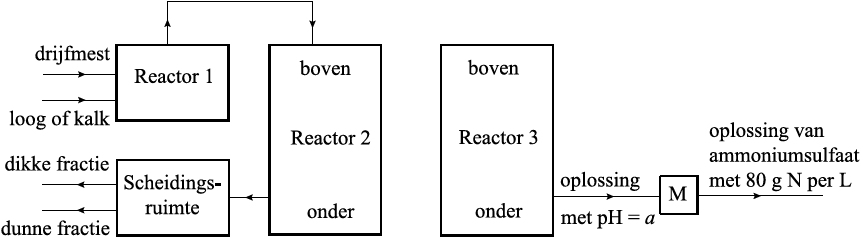 drijfmest
Reactor 1
loog of kalk
boven
Reactor 2
onder
dikke fractie
Scheidings-
ruimte
dunne fractie
boven
Reactor 3
onder
oplossing
met pH = a
M
oplossing van
ammoniumsulfaat
met 80 g N per L